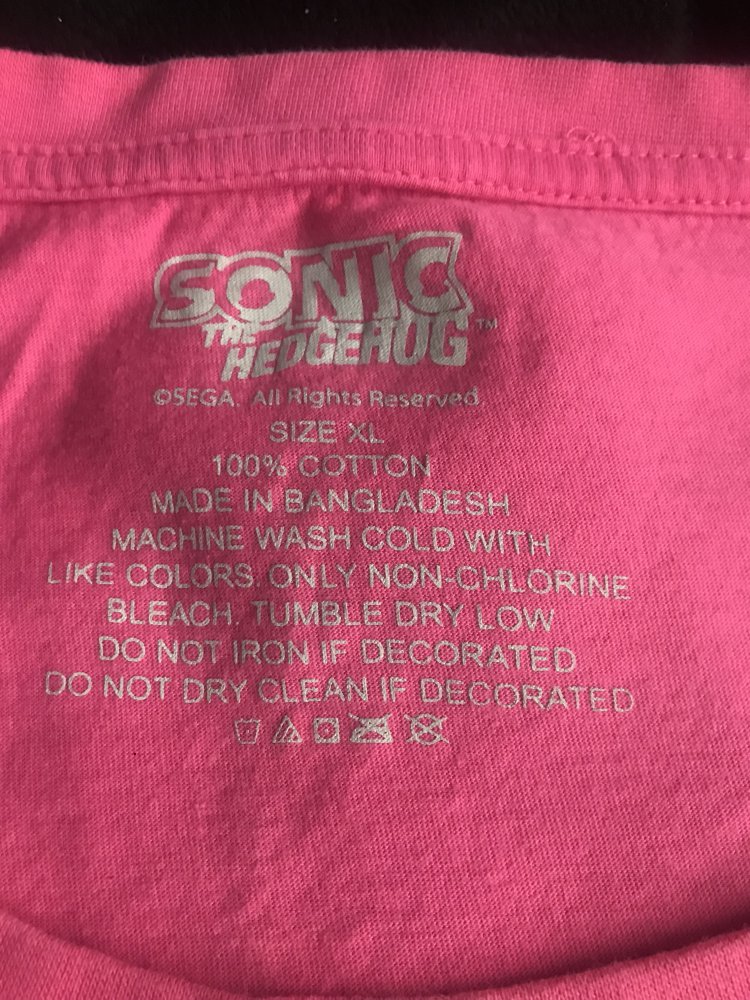 SONIC
THE
HEDGEHOG™
©SEGA. All Rights Reserved
SIZE XL
100% COTTON
MADE IN BANGLADESH
MACHINE WASH COLD WITH
LIKE COLORS. ONLY NON-CHLORINE
BLEACH. TUMBLE DRY LOW
DO NOT IRON IF DECORATED
DO NOT DRY CLEAN IF DECORATED